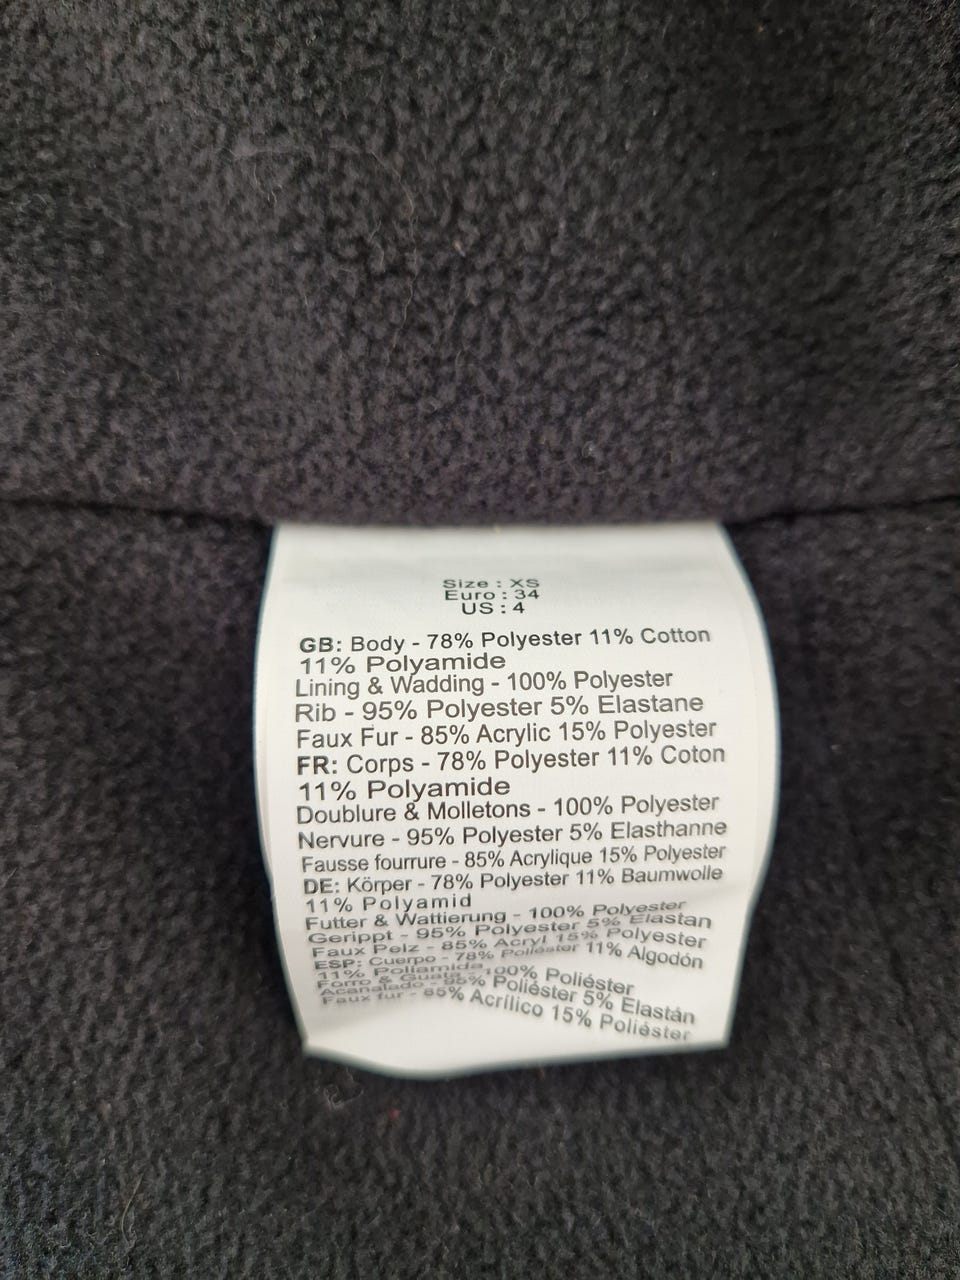 Size : XS
Euro : 34
US : 4
GB: Body - 78% Polyester 11% Cotton
11% Polyamide
Lining & Wadding - 100% Polyester
Rib - 95% Polyester 5% Elastane
Faux Fur - 85% Acrylic 15% Polyester
FR: Corps - 78% Polyester 11% Coton
11% Polyamide
Doublure & Molletons - 100% Polyester
Nervure - 95% Polyester 5% Elasthanne
Fausse fourrure - 85% Acrylique 15% Polyester
DE: Körper - 78% Polyester 11% Baumwolle
11% Polyamid
Futter & Wattierung - 100% Polyester
Gerippt - 95% Polyester 5% Elastan
Faux Pelz - 85% Acryl 15% Polyester
ESP: Cuerpo - 78% Poliéster 11% Algodón
11% Poliamida
Forro & Guata - 100% Poliéster
Acanalado - 95% Poliéster 5% Elastán
Faux fur - 85% Acrílico 15% Poliéster